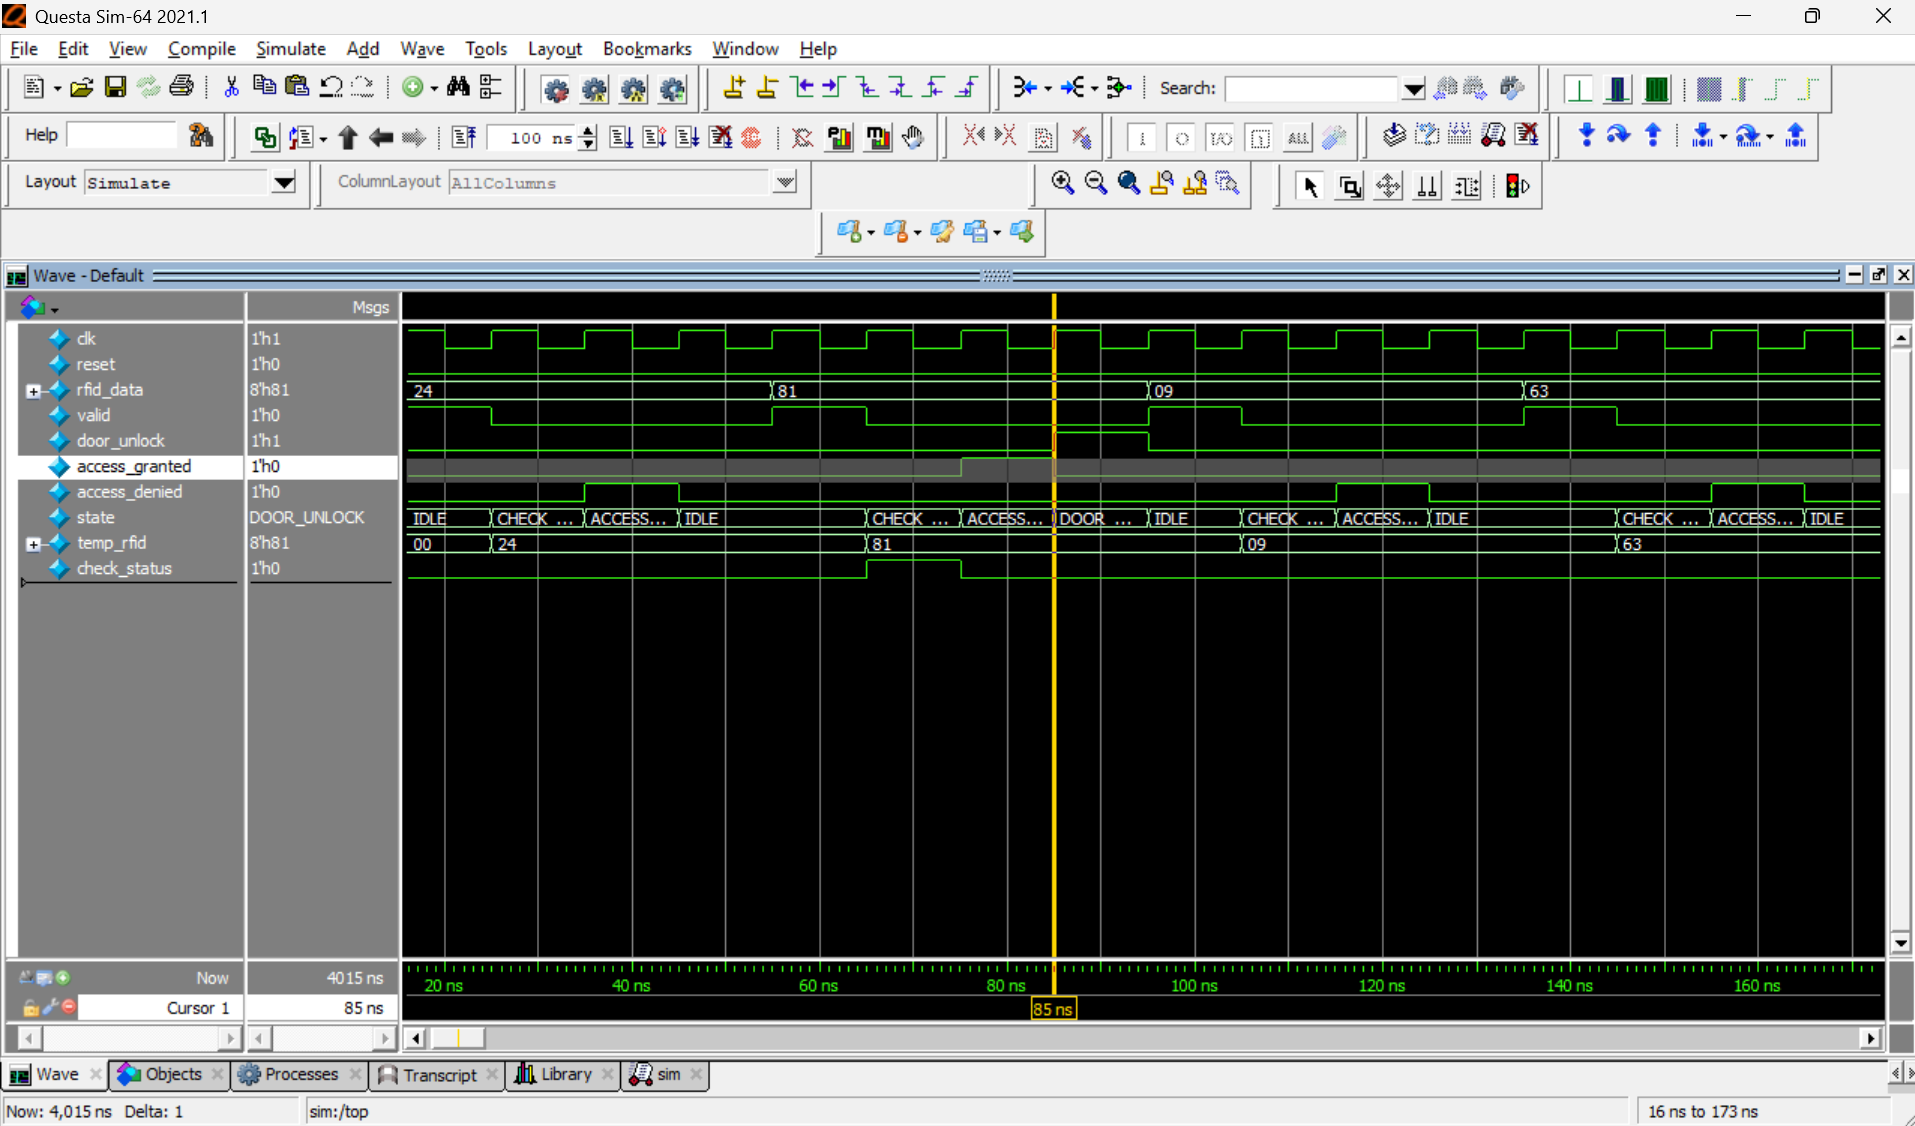 Questa Sim-64 2021.1
File Edit View Compile Simulate Add Wave Tools Layout Bookmarks Window Help
Search:
Help 100 ns I O I/O ALL
Layout Simulate ColumnLayout AllColumns
Wave - Default
Msgs
clk 1'h1
reset 1'h0
rfid_data 8'h81 24 81 09 63
valid 1'h0
door_unlock 1'h1
access_granted 1'h0
access_denied 1'h0
state DOOR_UNLOCK IDLE CHECK ... ACCESS... IDLE CHECK ... ACCESS... DOOR ... IDLE CHECK ... ACCESS... IDLE CHECK ... ACCESS... IDLE
temp_rfid 8'h81 00 24 81 09 63
check_status 1'h0
Now 4015 ns 20 ns 40 ns 60 ns 80 ns 100 ns 120 ns 140 ns 160 ns
Cursor 1 85 ns 85 ns
Wave Objects Processes Transcript Library sim
Now: 4,015 ns Delta: 1 sim:/top 16 ns to 173 ns